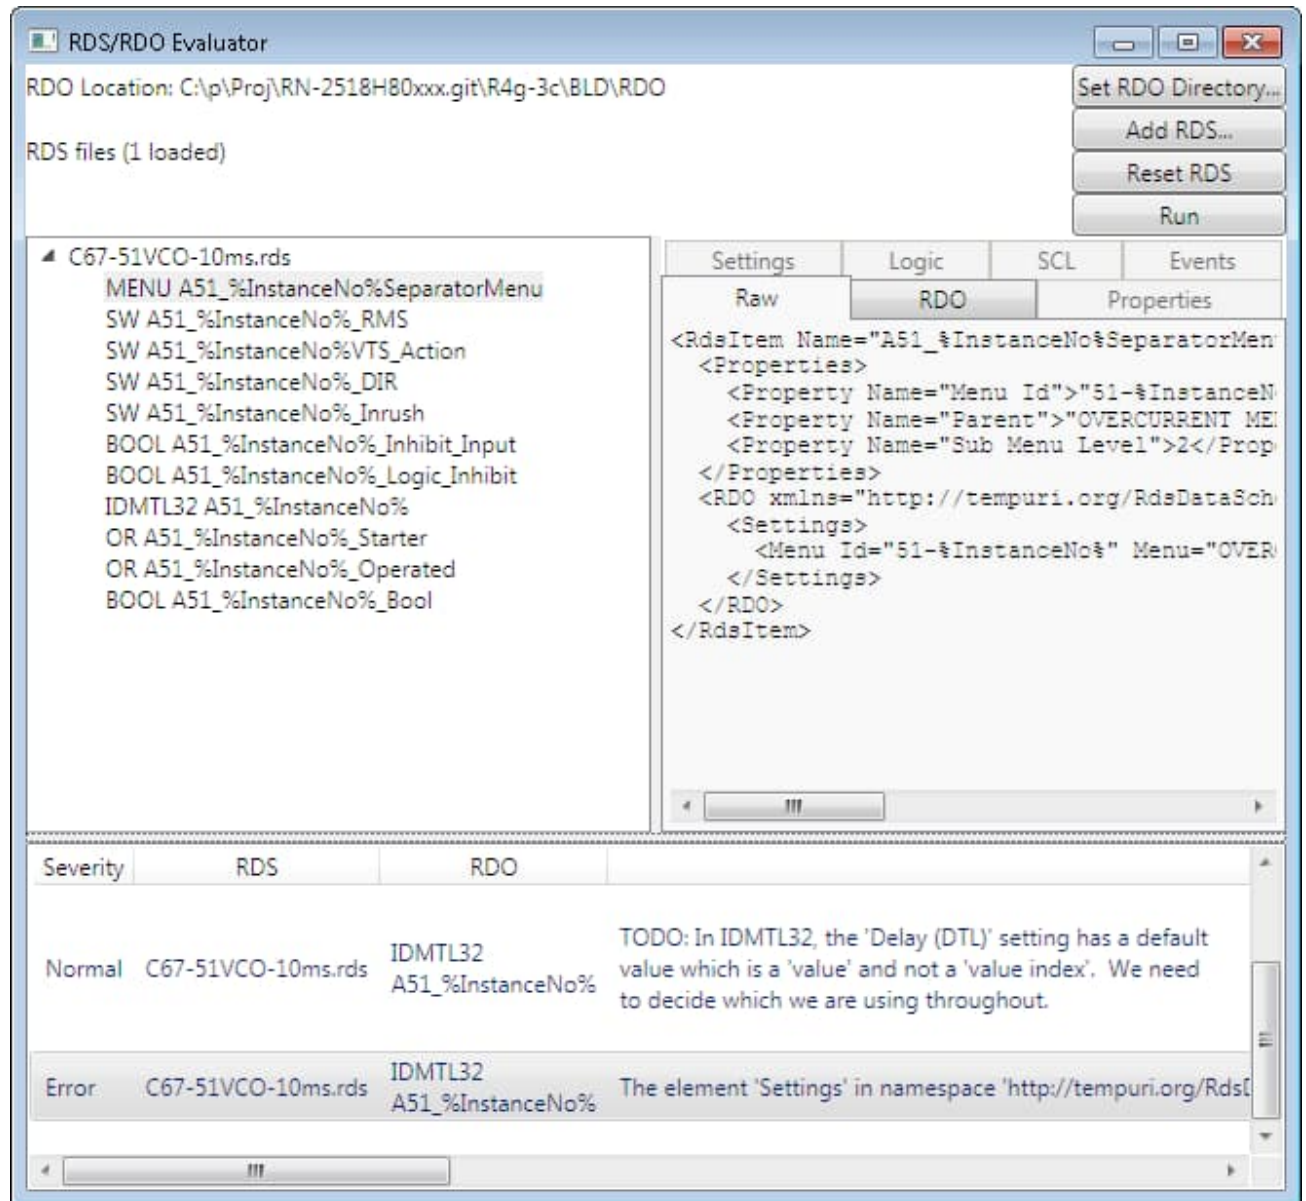 RDS/RDO Evaluator
RDO Location: C:\p\Proj\RN-2518H80xxx.git\R4g-3c\BLD\RDO
Set RDO Directory...
Add RDS...
RDS files (1 loaded)
Reset RDS
Run
C67-51VCO-10ms.rds
MENU A51_%InstanceNo%SeparatorMenu
SW A51_%InstanceNo%_RMS
SW A51_%InstanceNo%VTS_Action
SW A51_%InstanceNo%_DIR
SW A51_%InstanceNo%_Inrush
BOOL A51_%InstanceNo%_Inhibit_Input
BOOL A51_%InstanceNo%_Logic_Inhibit
IDMTL32 A51_%InstanceNo%
OR A51_%InstanceNo%_Starter
OR A51_%InstanceNo%_Operated
BOOL A51_%InstanceNo%_Bool
Settings Logic SCL Events
Raw RDO Properties
<RdsItem Name="A51_%InstanceNo%SeparatorMen
<Properties>
<Property Name="Menu Id">"51-%InstanceN
<Property Name="Parent">"OVERCURRENT ME
<Property Name="Sub Menu Level">2</Prop
</Properties>
<RDO xmlns="http://tempuri.org/RdsDataSch
<Settings>
<Menu Id="51-%InstanceNo%" Menu="OVER
</Settings>
</RDO>
</RdsItem>
Severity RDS RDO
Normal C67-51VCO-10ms.rds IDMTL32 A51_%InstanceNo%
TODO: In IDMTL32, the 'Delay (DTL)' setting has a default
value which is a 'value' and not a 'value index'. We need
to decide which we are using throughout.
Error C67-51VCO-10ms.rds IDMTL32 A51_%InstanceNo%
The element 'Settings' in namespace 'http://tempuri.org/Rds